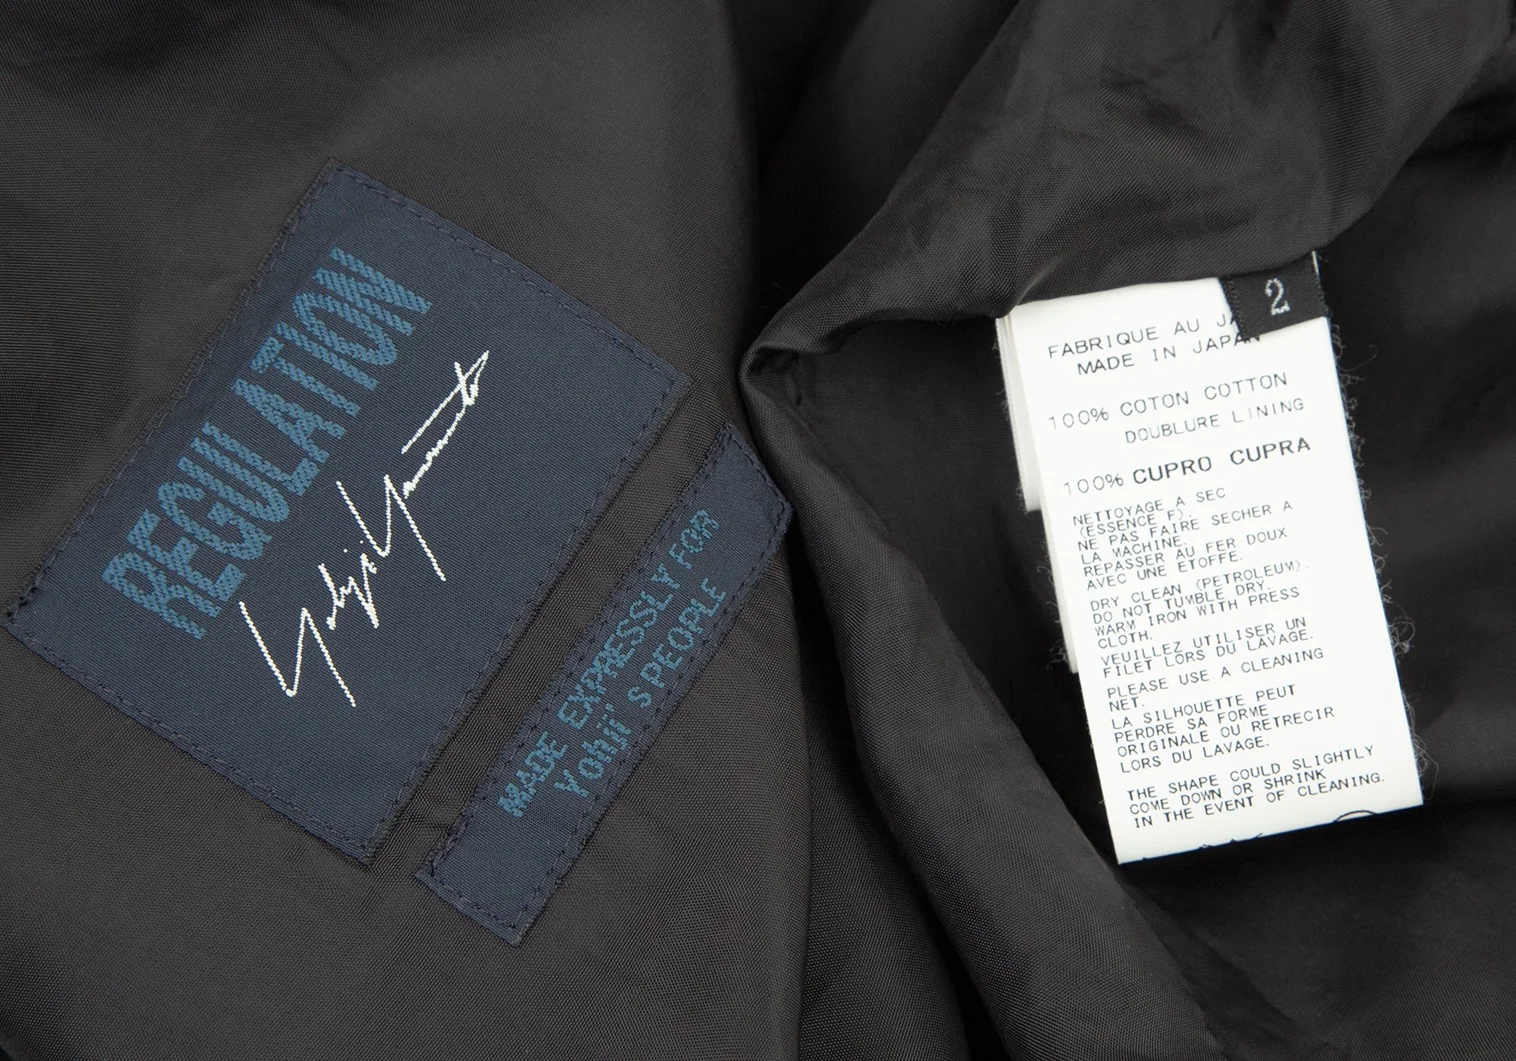 REGULATION
Yohji Yamamoto
MADE EXPRESSLY FOR
Yohji's PEOPLE
2
FABRIQUE AU JA
MADE IN JAPAN
100% COTON COTTON
DOUBLURE LINING
100% CUPRO CUPRA
NETTOYAGE A SEC
(ESSENCE F).
NE PAS FAIRE SECHER A
LA MACHINE.
REPASSER AU FER DOUX
AVEC UNE ETOFFE.
DRY CLEAN (PETROLEUM).
DO NOT TUMBLE DRY.
WARM IRON WITH PRESS
CLOTH.
VEUILLEZ UTILISER UN
FILET LORS DU LAVAGE.
PLEASE USE A CLEANING
NET.
LA SILHOUETTE PEUT
PERDRE SA FORME
ORIGINALE OU RETRECIR
LORS DU LAVAGE.
THE SHAPE COULD SLIGHTLY
COME DOWN OR SHRINK
IN THE EVENT OF CLEANING.